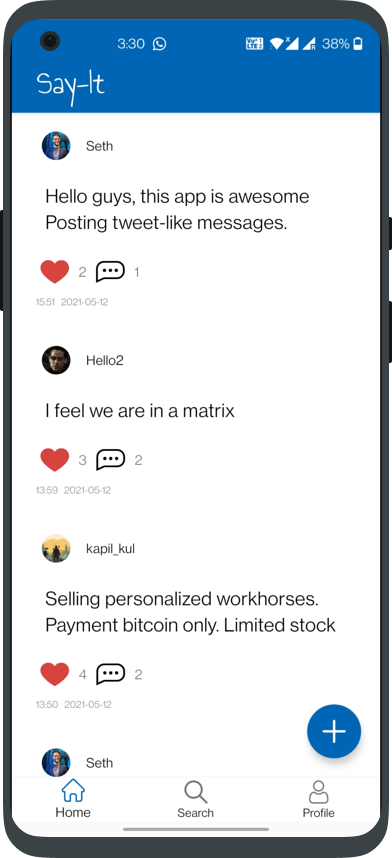 3:30 38%
Say-It
Seth
Hello guys, this app is awesome
Posting tweet-like messages.
2 1
15:51 2021-05-12
Hello2
I feel we are in a matrix
3 2
13:59 2021-05-12
kapil_kul
Selling personalized workhorses.
Payment bitcoin only. Limited stock
4 2
13:50 2021-05-12
Seth
Home Search Profile